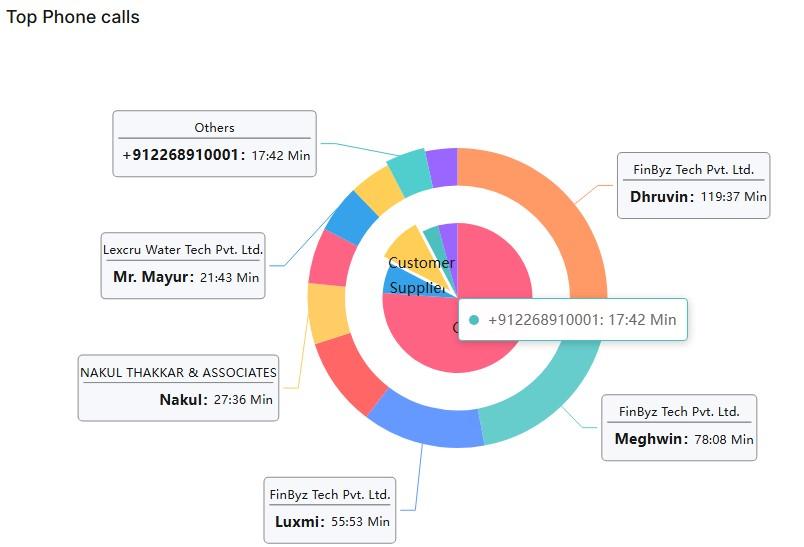 Top Phone calls
Others
+912268910001: 17:42 Min
FinByz Tech Pvt. Ltd.
Dhruvin: 119:37 Min
Lexcru Water Tech Pvt. Ltd.
Mr. Mayur: 21:43 Min
Customer
Supplier
+912268910001: 17:42 Min
NAKUL THAKKAR & ASSOCIATES
Nakul: 27:36 Min
FinByz Tech Pvt. Ltd.
Meghwin: 78:08 Min
FinByz Tech Pvt. Ltd.
Luxmi: 55:53 Min